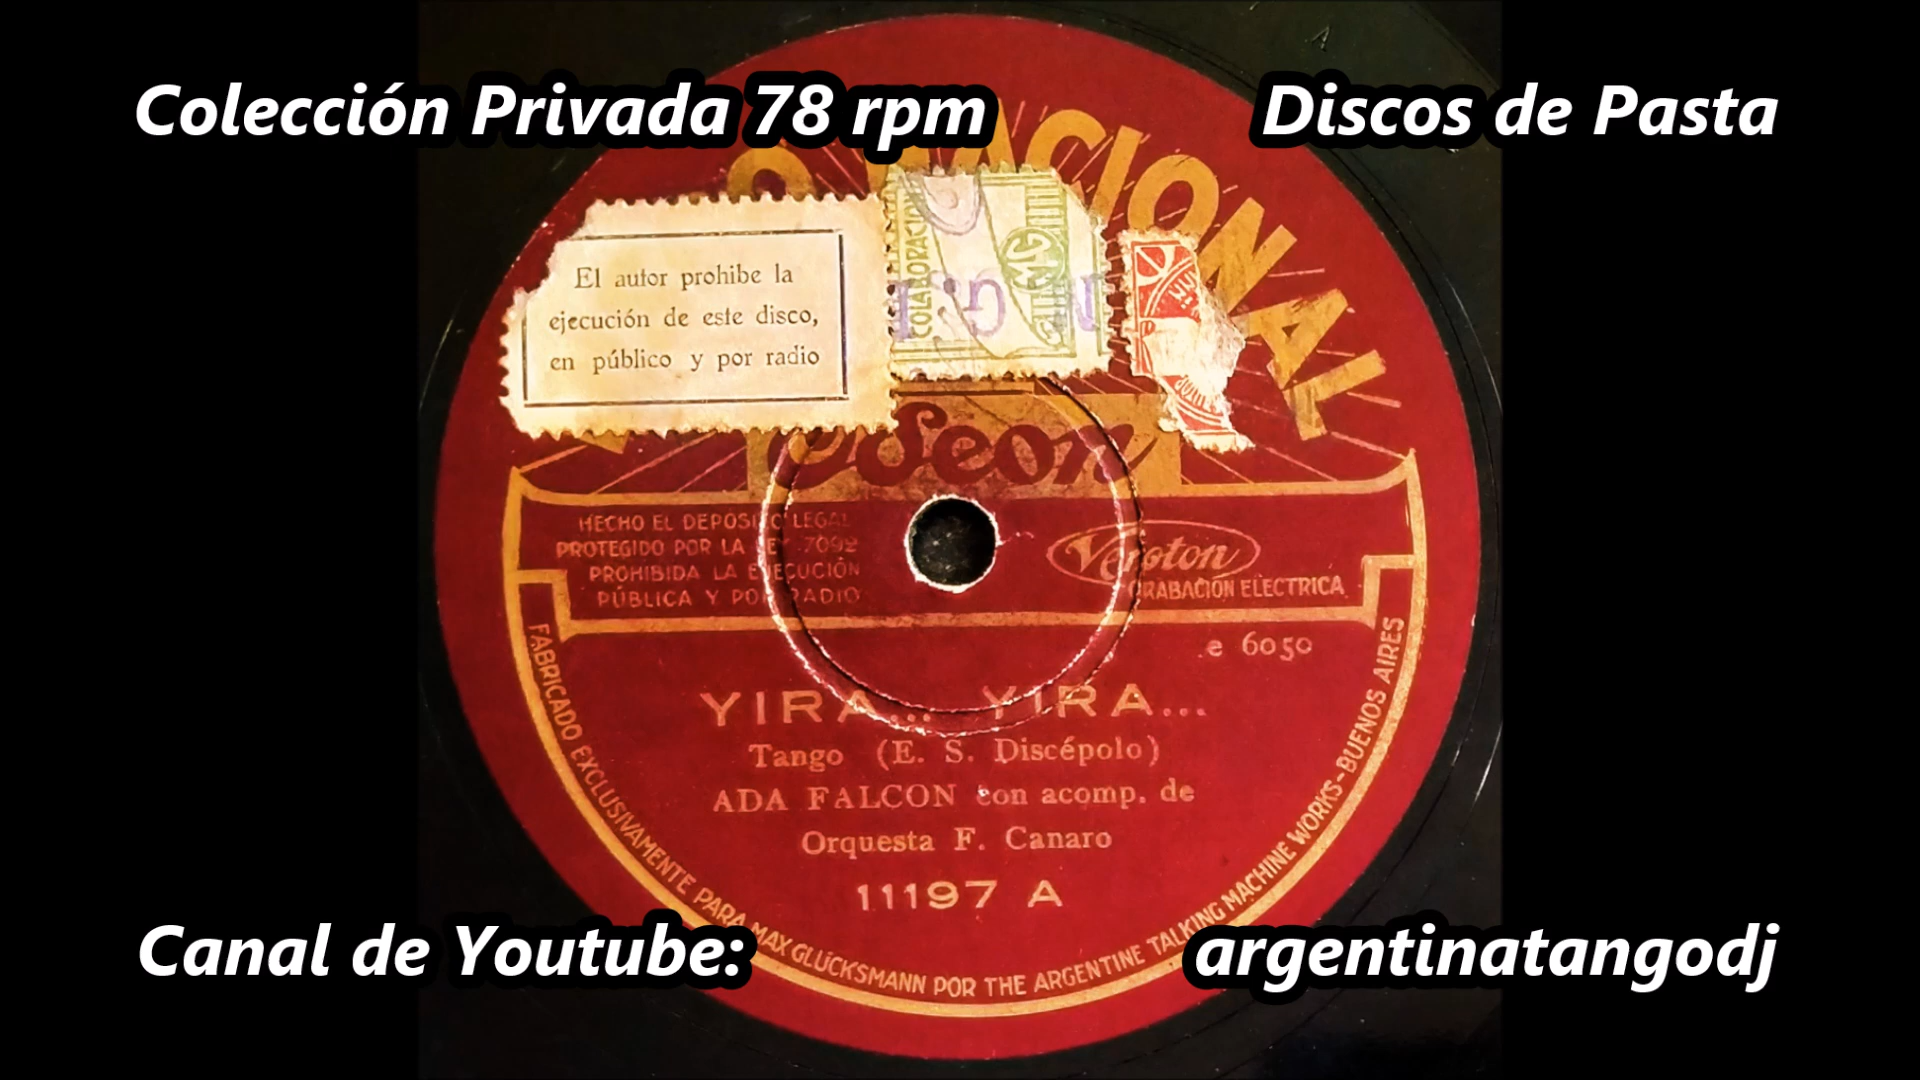 Colección Privada 78 rpm
Discos de Pasta
El autor prohibe la
ejecución de este disco,
en público y por radio
COLABORACION
Odeon
HECHO EL DEPÓSITO LEGAL
PROTEGIDO POR LA LEY 7092
PROHIBIDA LA EJECUCIÓN
PÚBLICA Y POR RADIO
Veroton
GRABACIÓN ELECTRICA
e 6050
YIRA... YIRA...
Tango (E. S. Discépolo)
ADA FALCON con acomp. de
Orquesta F. Canaro
11197 A
FABRICADO EXCLUSIVAMENTE PARA MAX GLÜCKSMANN POR THE ARGENTINE TALKING MACHINE WORKS-BUENOS AIRES
Canal de Youtube:
argentinatangodj